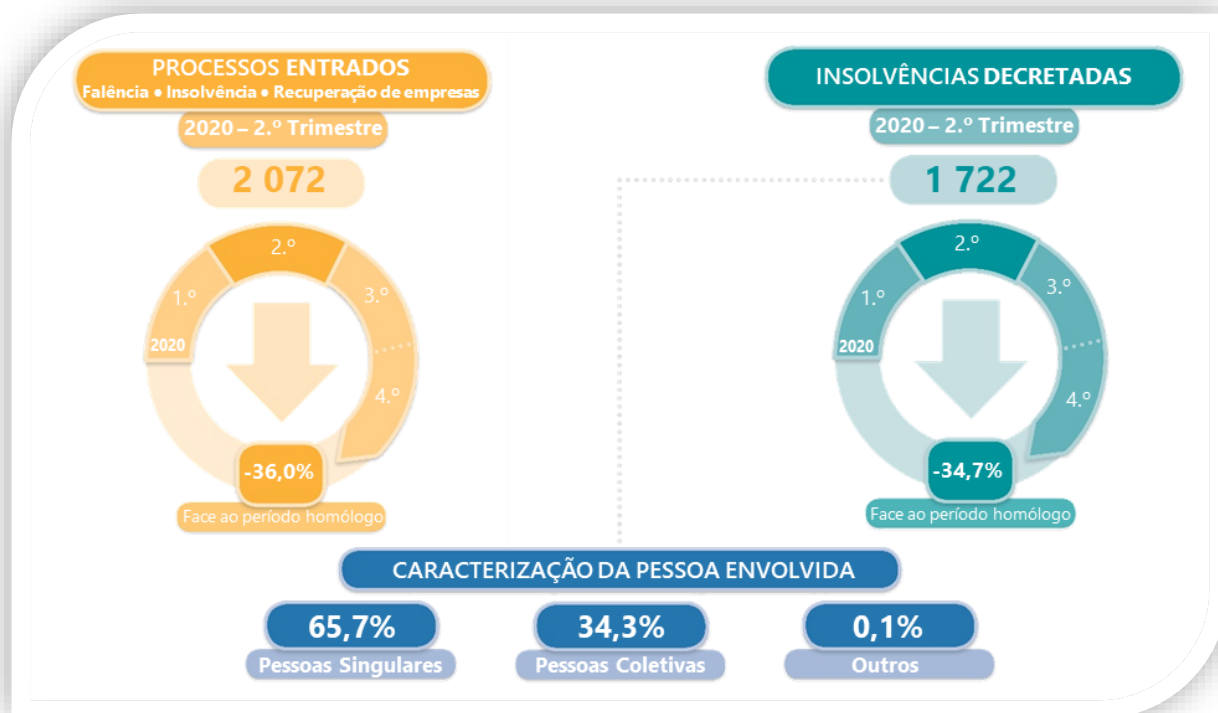 PROCESSOS ENTRADOS
Falência • Insolvência • Recuperação de empresas
2020 – 2.º Trimestre
2 072
1.º
2.º
3.º
4.º
2020
-36,0%
Face ao período homólogo
INSOLVÊNCIAS DECRETADAS
2020 – 2.º Trimestre
1 722
1.º
2.º
3.º
4.º
2020
-34,7%
Face ao período homólogo
CARACTERIZAÇÃO DA PESSOA ENVOLVIDA
65,7%
Pessoas Singulares
34,3%
Pessoas Coletivas
0,1%
Outros